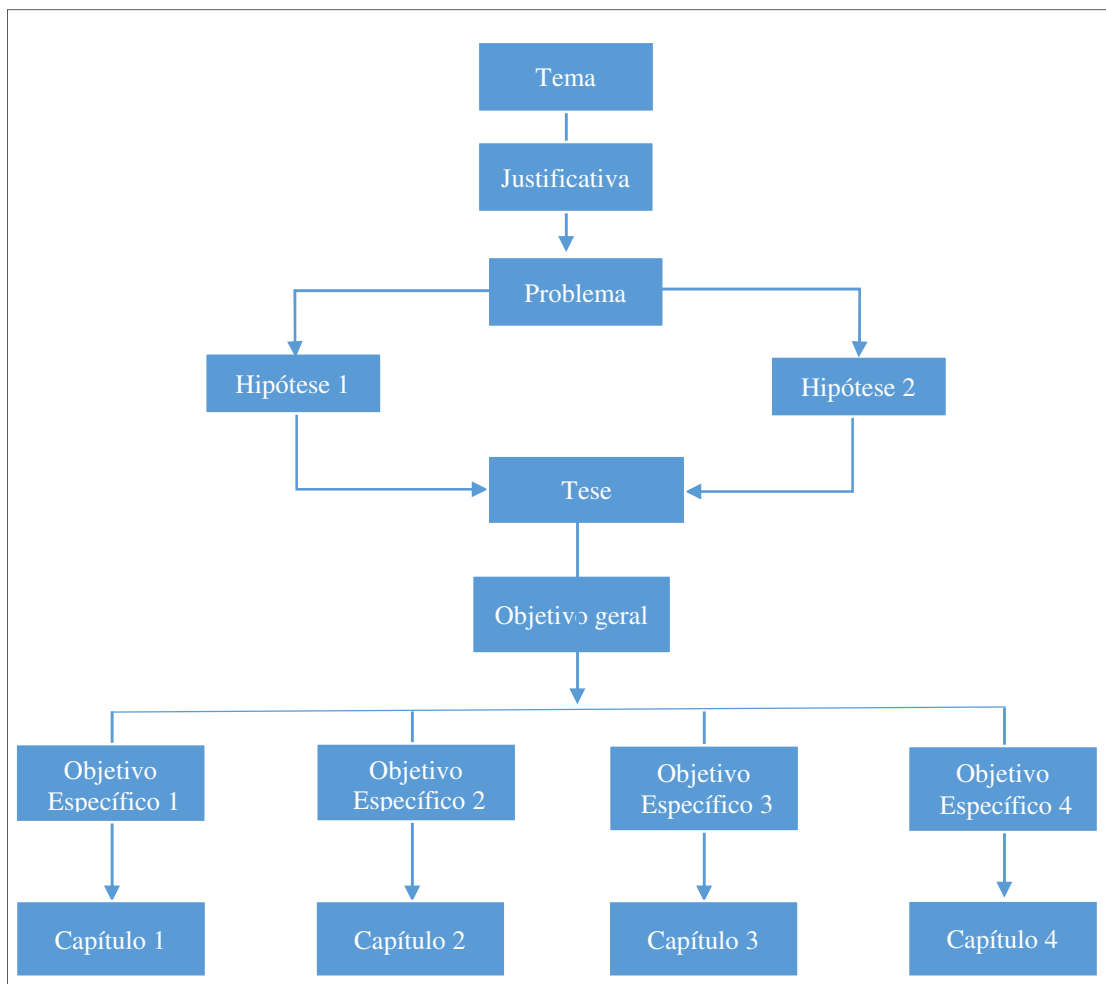 Tema
Justificativa
Problema
Hipótese 1
Hipótese 2
Tese
Objetivo geral
Objetivo
Específico 1
Objetivo
Específico 2
Objetivo
Específico 3
Objetivo
Específico 4
Capítulo 1
Capítulo 2
Capítulo 3
Capítulo 4